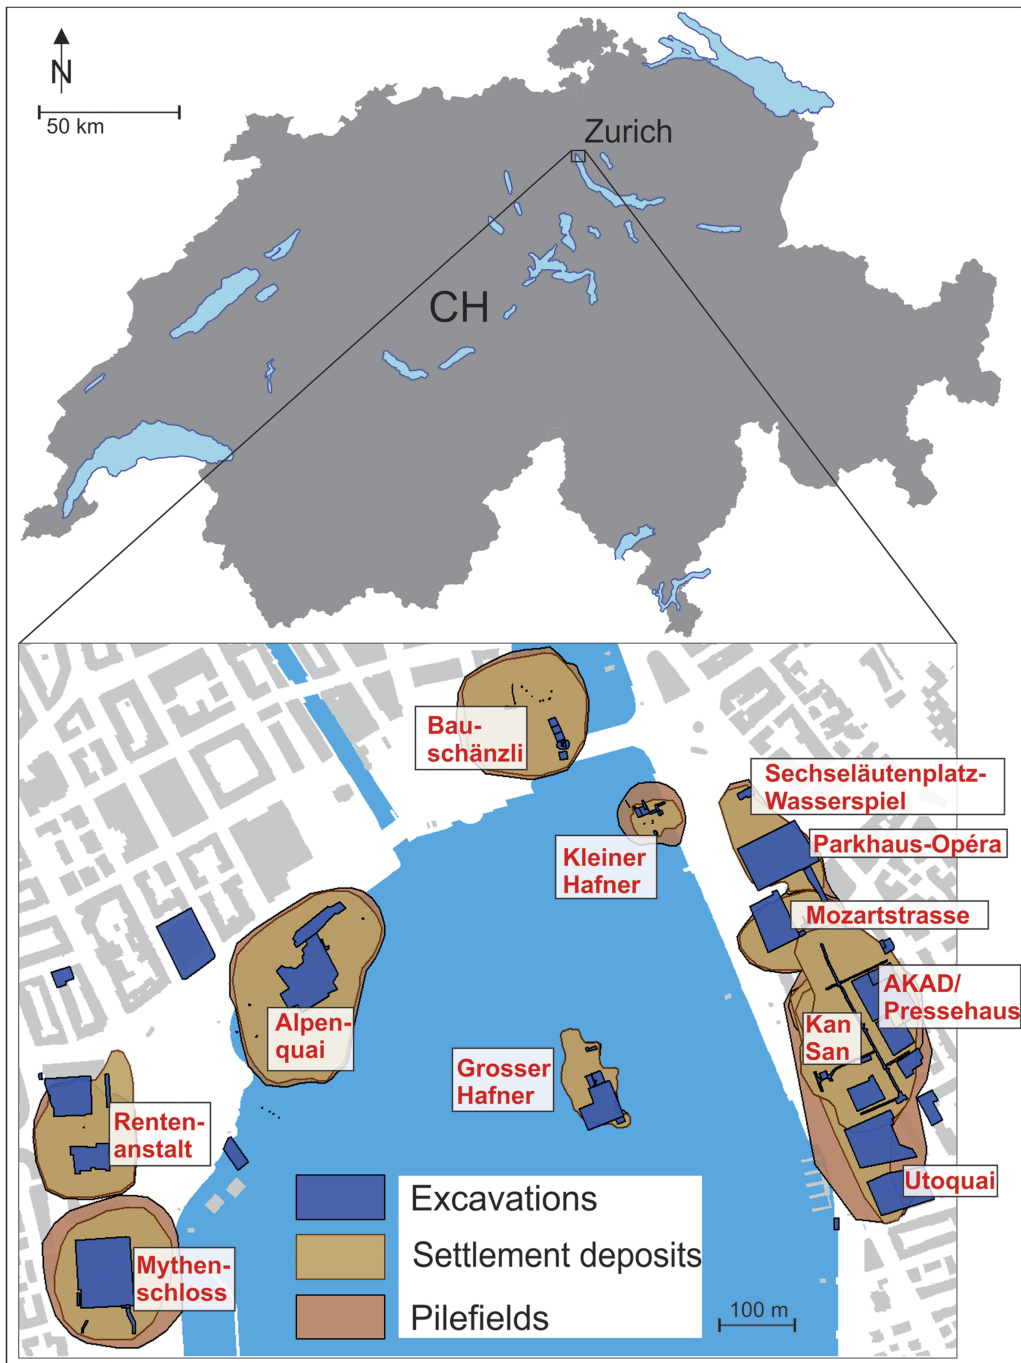 N
50 km
Zurich
CH
Bau-
schänzli
Sechseläutenplatz-
Wasserspiel
Parkhaus-Opéra
Kleiner
Hafner
Mozartstrasse
AKAD/
Pressehaus
Kan
San
Alpen-
quai
Grosser
Hafner
Renten-
anstalt
Utoquai
Mythen-
schloss
Excavations
Settlement deposits
Pilefields
100 m